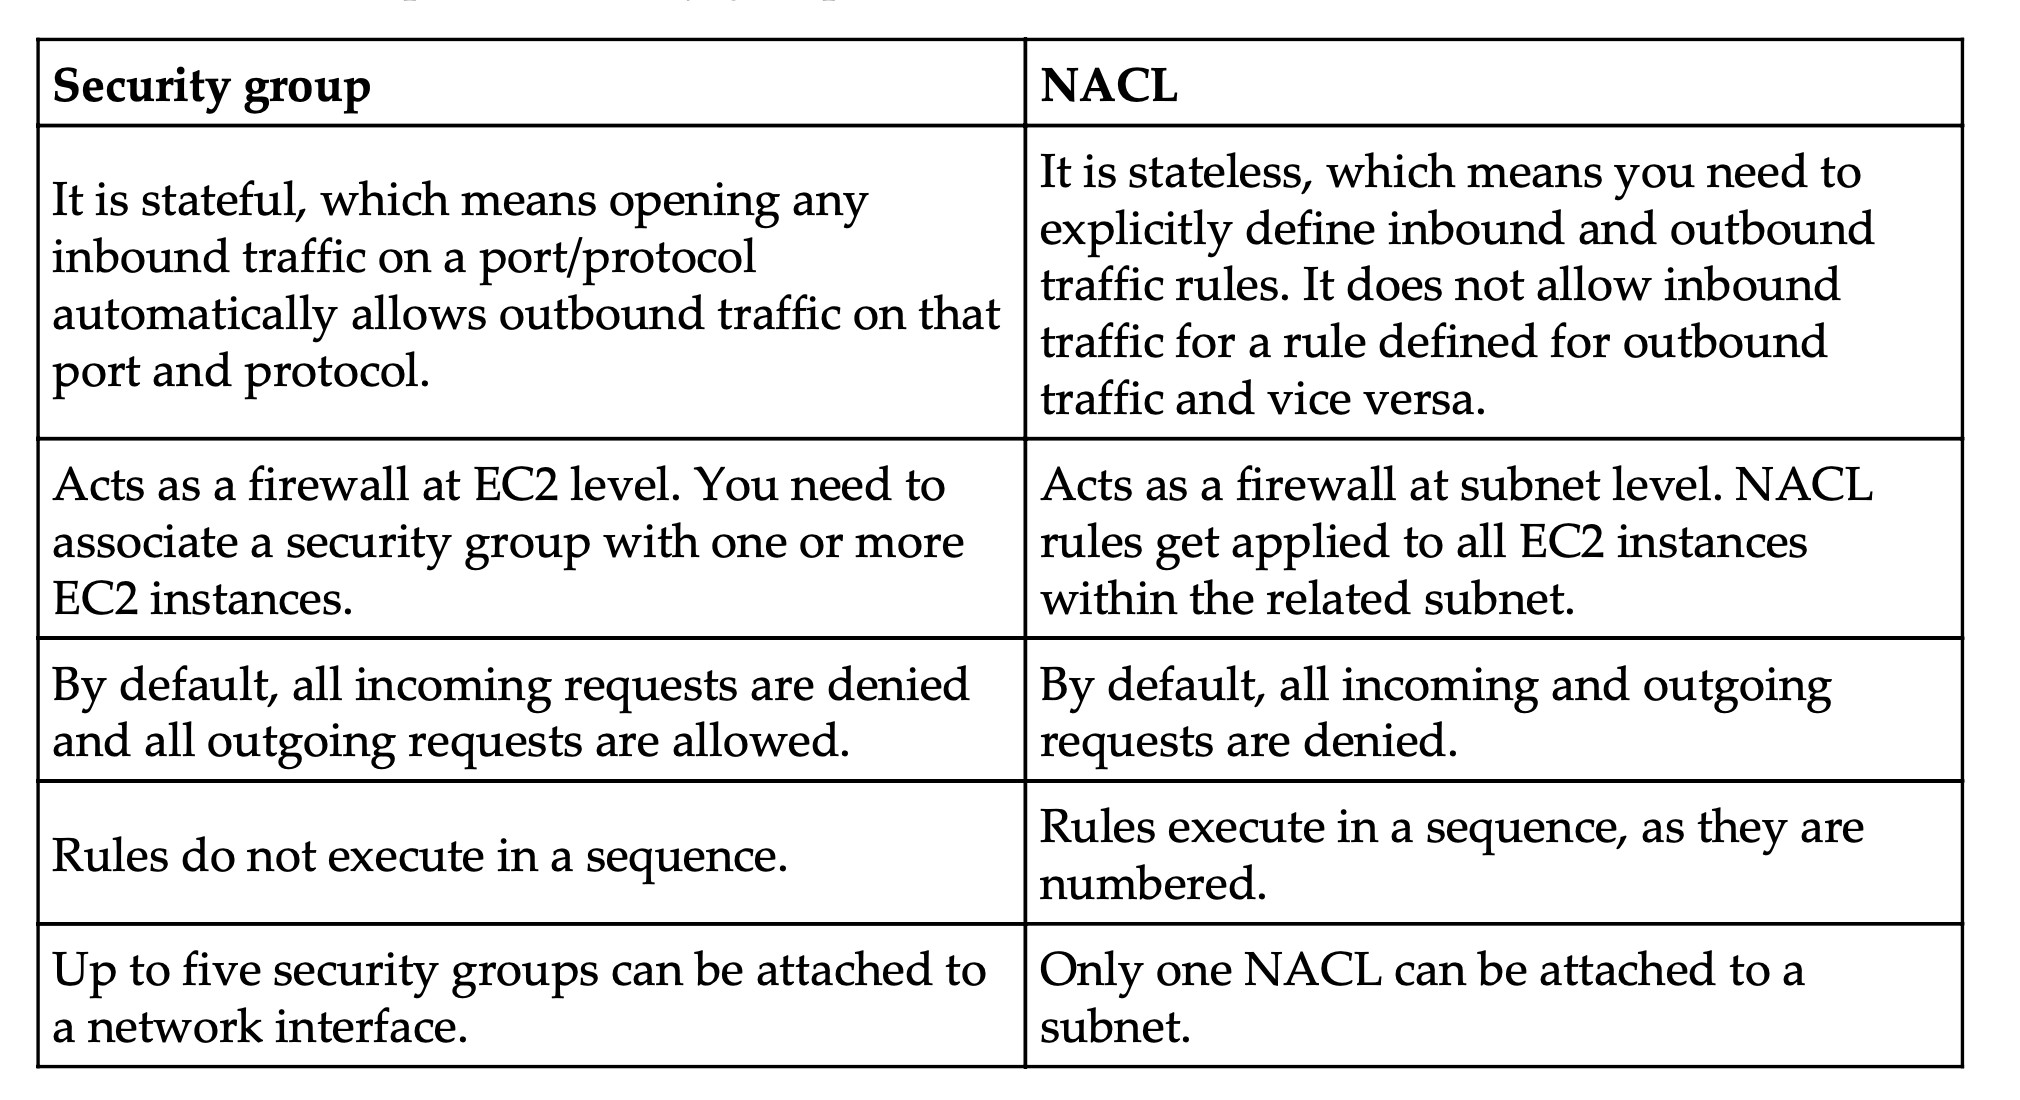 Security group
NACL
It is stateful, which means opening any
inbound traffic on a port/protocol
automatically allows outbound traffic on that
port and protocol.
It is stateless, which means you need to
explicitly define inbound and outbound
traffic rules. It does not allow inbound
traffic for a rule defined for outbound
traffic and vice versa.
Acts as a firewall at EC2 level. You need to
associate a security group with one or more
EC2 instances.
Acts as a firewall at subnet level. NACL
rules get applied to all EC2 instances
within the related subnet.
By default, all incoming requests are denied
and all outgoing requests are allowed.
By default, all incoming and outgoing
requests are denied.
Rules do not execute in a sequence.
Rules execute in a sequence, as they are
numbered.
Up to five security groups can be attached to
a network interface.
Only one NACL can be attached to a
subnet.